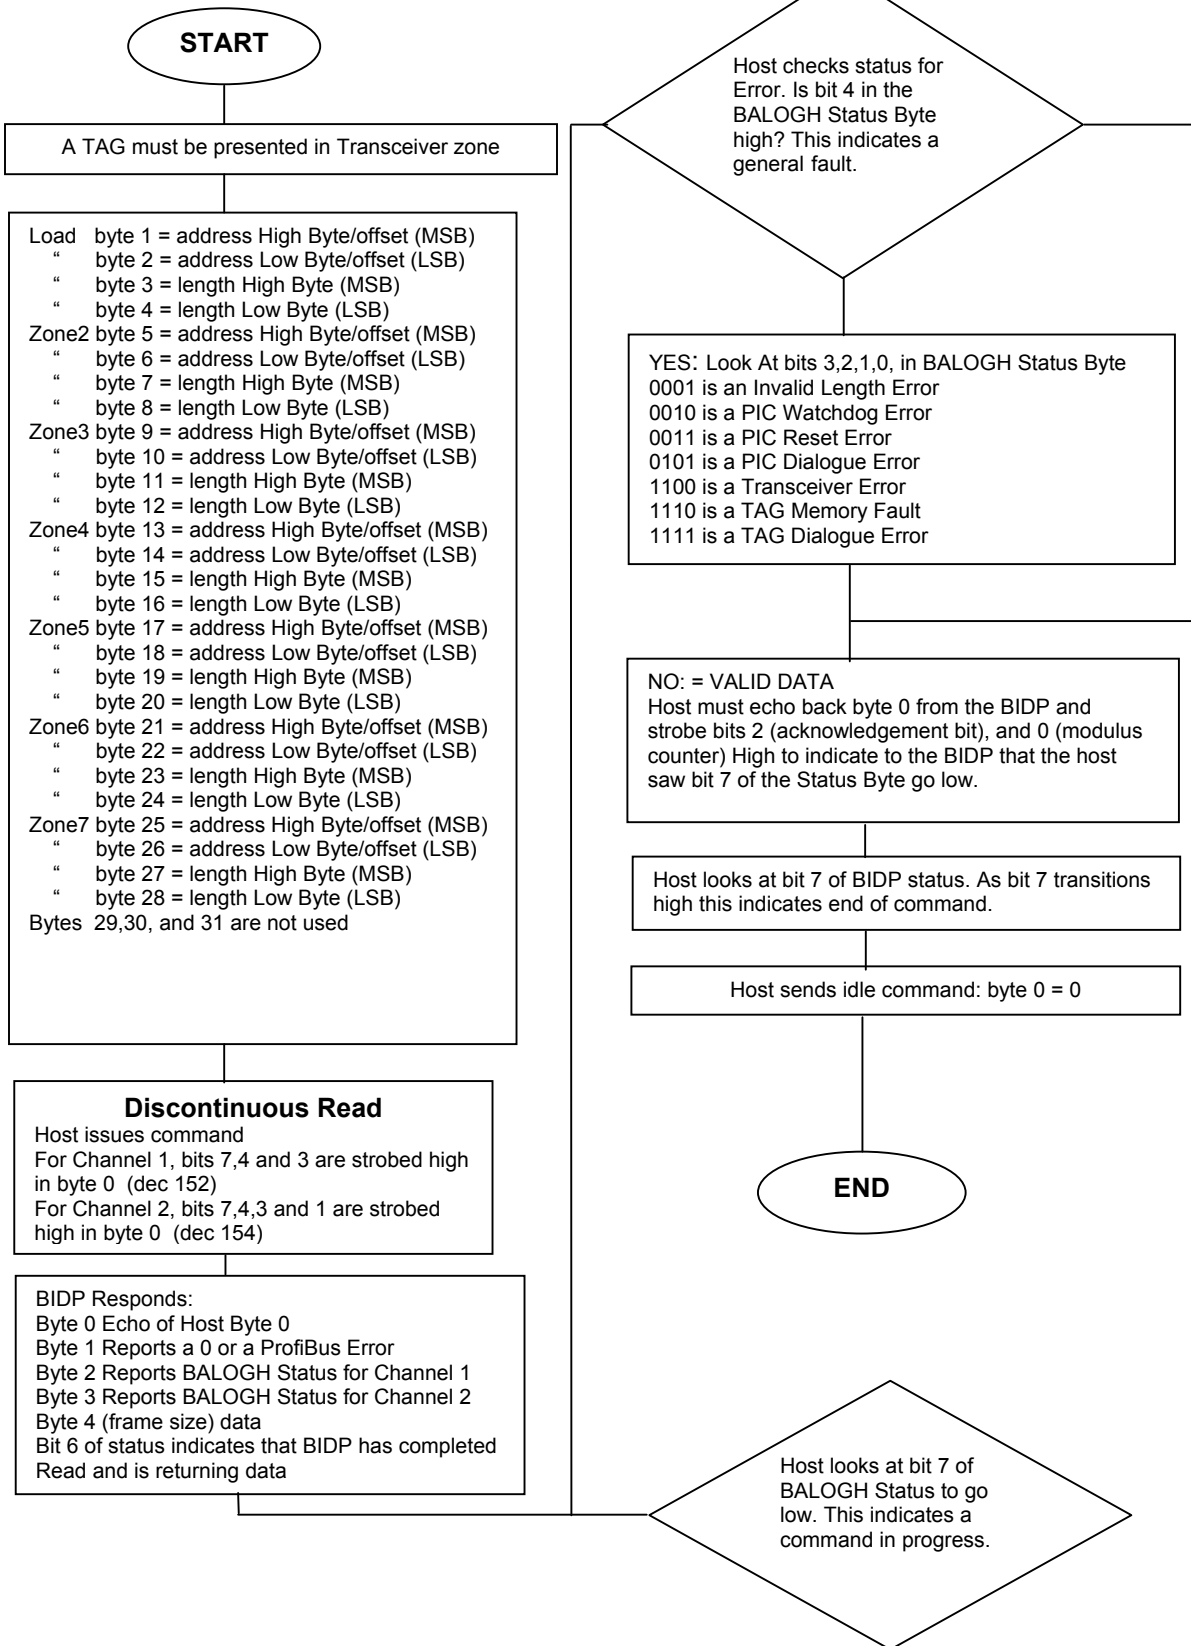 START
A TAG must be presented in Transceiver zone
Load byte 1 = address High Byte/offset (MSB)
“ byte 2 = address Low Byte/offset (LSB)
“ byte 3 = length High Byte (MSB)
“ byte 4 = length Low Byte (LSB)
Zone2 byte 5 = address High Byte/offset (MSB)
“ byte 6 = address Low Byte/offset (LSB)
“ byte 7 = length High Byte (MSB)
“ byte 8 = length Low Byte (LSB)
Zone3 byte 9 = address High Byte/offset (MSB)
“ byte 10 = address Low Byte/offset (LSB)
“ byte 11 = length High Byte (MSB)
“ byte 12 = length Low Byte (LSB)
Zone4 byte 13 = address High Byte/offset (MSB)
“ byte 14 = address Low Byte/offset (LSB)
“ byte 15 = length High Byte (MSB)
“ byte 16 = length Low Byte (LSB)
Zone5 byte 17 = address High Byte/offset (MSB)
“ byte 18 = address Low Byte/offset (LSB)
“ byte 19 = length High Byte (MSB)
“ byte 20 = length Low Byte (LSB)
Zone6 byte 21 = address High Byte/offset (MSB)
“ byte 22 = address Low Byte/offset (LSB)
“ byte 23 = length High Byte (MSB)
“ byte 24 = length Low Byte (LSB)
Zone7 byte 25 = address High Byte/offset (MSB)
“ byte 26 = address Low Byte/offset (LSB)
“ byte 27 = length High Byte (MSB)
“ byte 28 = length Low Byte (LSB)
Bytes 29,30, and 31 are not used
Discontinuous Read
Host issues command
For Channel 1, bits 7,4 and 3 are strobed high
in byte 0 (dec 152)
For Channel 2, bits 7,4,3 and 1 are strobed
high in byte 0 (dec 154)
BIDP Responds:
Byte 0 Echo of Host Byte 0
Byte 1 Reports a 0 or a ProfiBus Error
Byte 2 Reports BALOGH Status for Channel 1
Byte 3 Reports BALOGH Status for Channel 2
Byte 4 (frame size) data
Bit 6 of status indicates that BIDP has completed
Read and is returning data
Host looks at bit 7 of
BALOGH Status to go
low. This indicates a
command in progress.
Host checks status for
Error. Is bit 4 in the
BALOGH Status Byte
high? This indicates a
general fault.
YES: Look At bits 3,2,1,0, in BALOGH Status Byte
0001 is an Invalid Length Error
0010 is a PIC Watchdog Error
0011 is a PIC Reset Error
0101 is a PIC Dialogue Error
1100 is a Transceiver Error
1110 is a TAG Memory Fault
1111 is a TAG Dialogue Error
NO: = VALID DATA
Host must echo back byte 0 from the BIDP and
strobe bits 2 (acknowledgement bit), and 0 (modulus
counter) High to indicate to the BIDP that the host
saw bit 7 of the Status Byte go low.
Host looks at bit 7 of BIDP status. As bit 7 transitions
high this indicates end of command.
Host sends idle command: byte 0 = 0
END